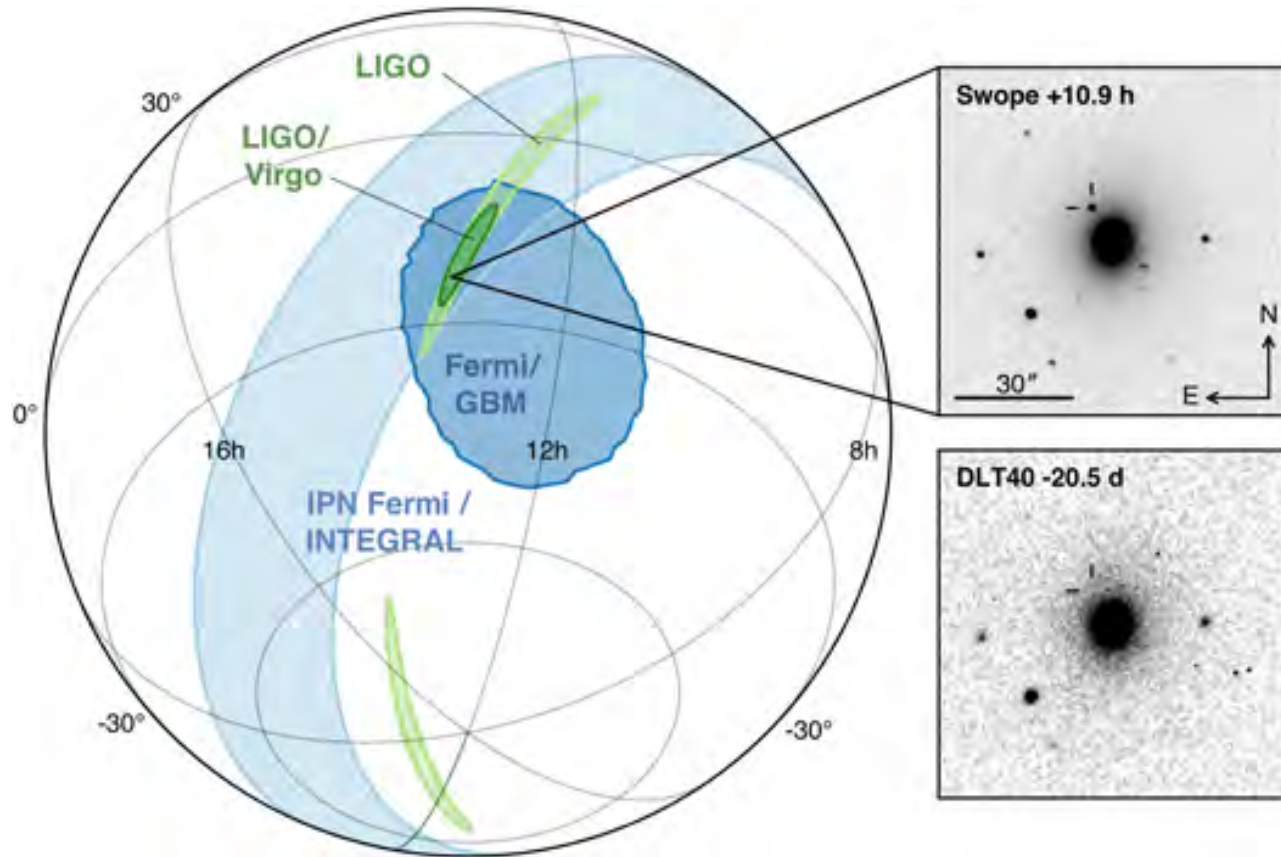 LIGO
30°
LIGO/
Virgo
Fermi/
GBM
0°
16h
12h
8h
IPN Fermi /
INTEGRAL
-30°
-30°
Swope +10.9 h
N
30"
E
DLT40 -20.5 d